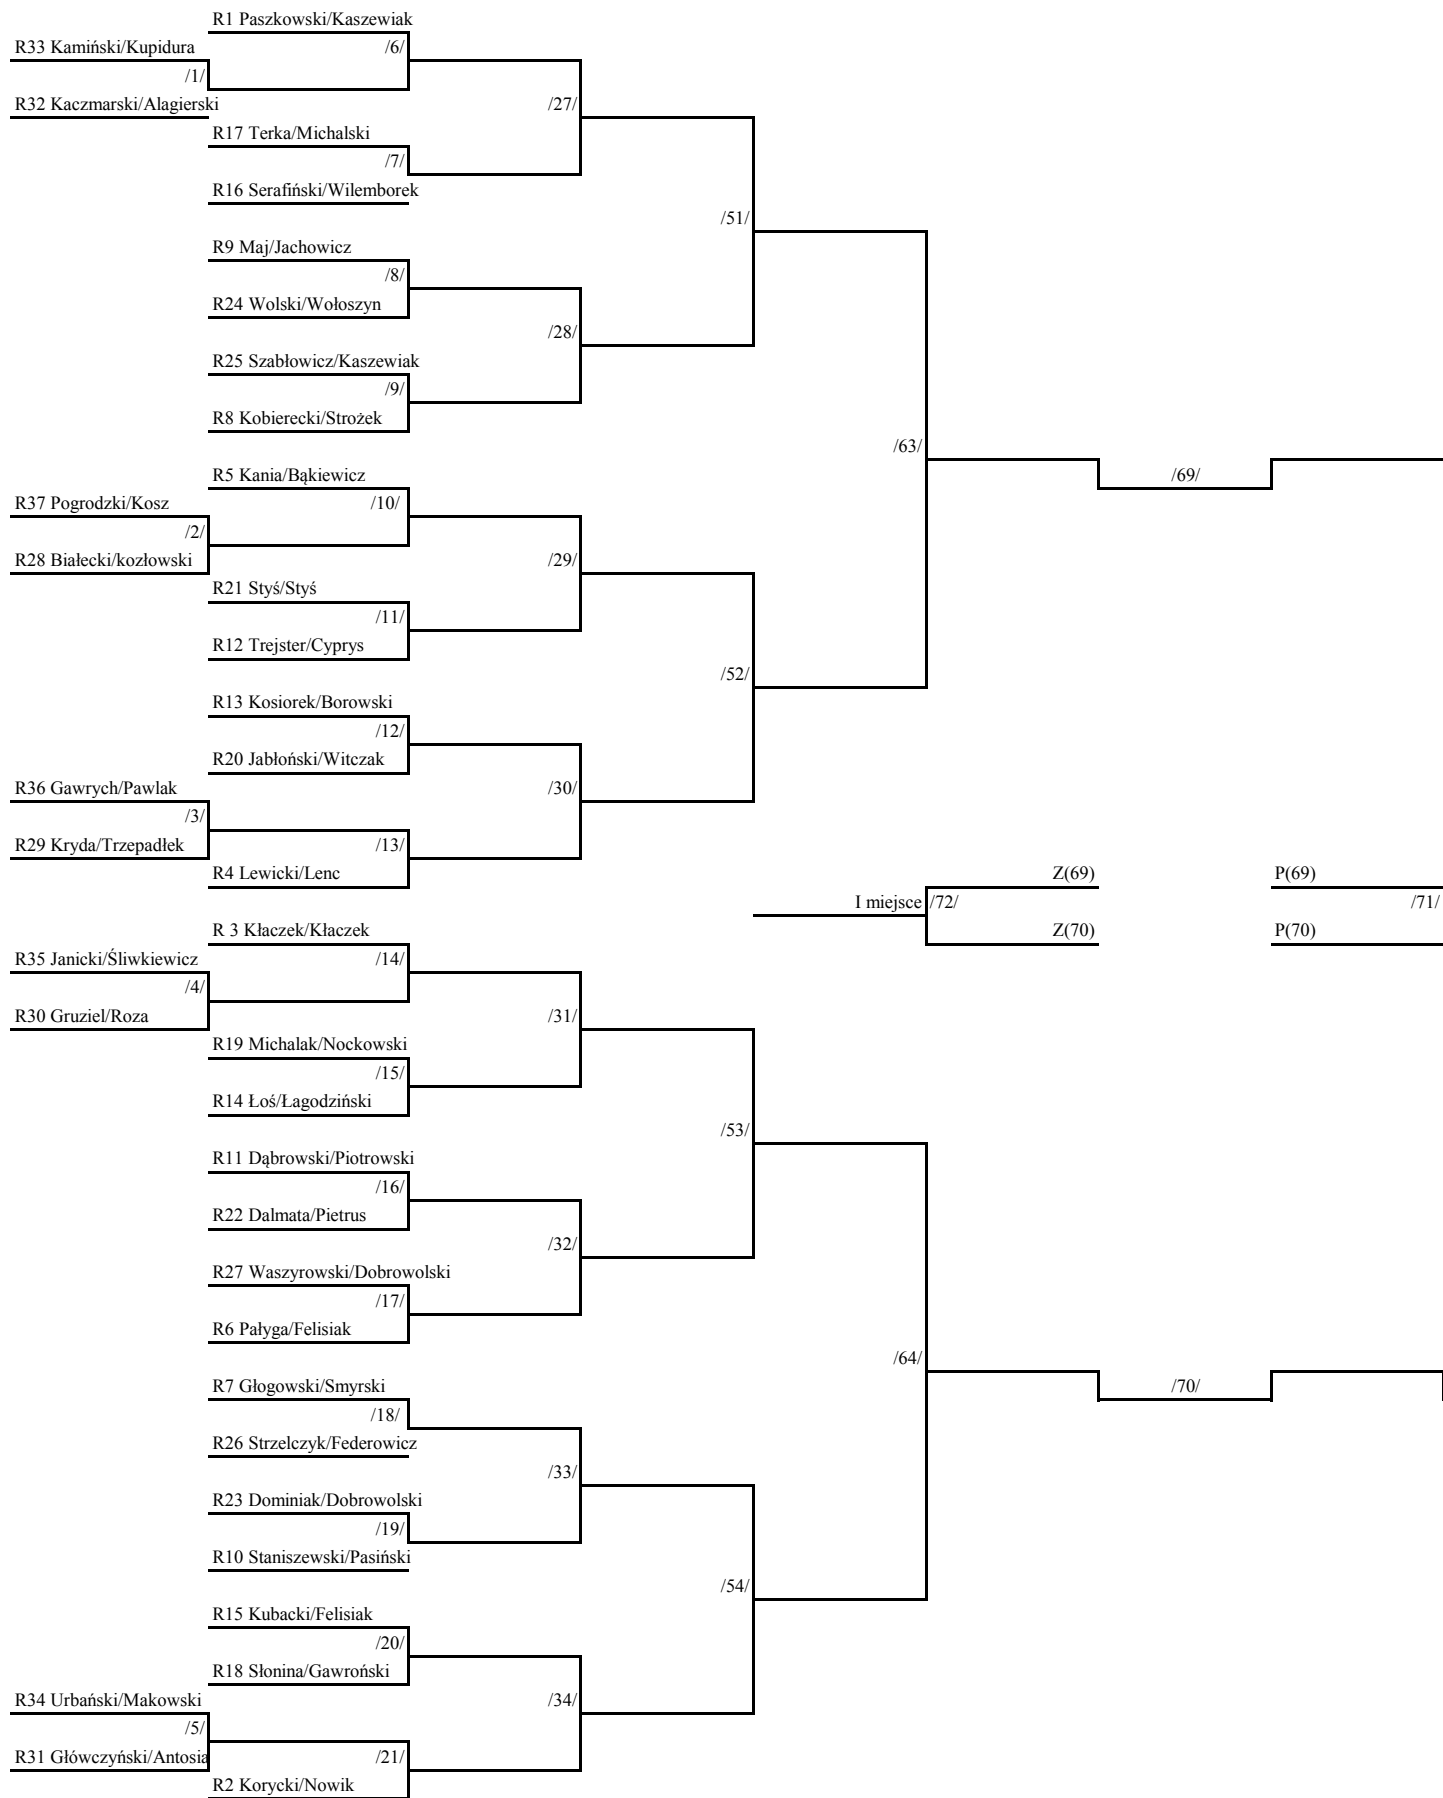 R1 Paszkowski/Kaszewiak
R33 Kamiński/Kupidura
/6/
/1/
R32 Kaczmarski/Alagierski
/27/
R17 Terka/Michalski
/7/
R16 Serafiński/Wilemborek
/51/
R9 Maj/Jachowicz
/8/
R24 Wolski/Wołoszyn
/28/
R25 Szabłowicz/Kaszewiak
/9/
R8 Kobierecki/Strożek
/63/
R5 Kania/Bąkiewicz
/69/
R37 Pogrodzki/Kosz
/10/
/2/
R28 Białecki/kozłowski
/29/
R21 Styś/Styś
/11/
R12 Trejster/Cyprys
/52/
R13 Kosiorek/Borowski
/12/
R20 Jabłoński/Witczak
R36 Gawrych/Pawlak
/30/
/3/
R29 Kryda/Trzepadłek
/13/
R4 Lewicki/Lenc
Z(69)
P(69)
I miejsce
/72/
/71/
R 3 Kłaczek/Kłaczek
Z(70)
P(70)
R35 Janicki/Śliwkiewicz
/14/
/4/
R30 Gruziel/Roza
/31/
R19 Michalak/Nockowski
/15/
R14 Łoś/Łagodziński
/53/
R11 Dąbrowski/Piotrowski
/16/
R22 Dalmata/Pietrus
/32/
R27 Waszyrowski/Dobrowolski
/17/
R6 Pałyga/Felisiak
/64/
R7 Głogowski/Smyrski
/70/
/18/
R26 Strzelczyk/Federowicz
/33/
R23 Dominiak/Dobrowolski
/19/
R10 Staniszewski/Pasiński
/54/
R15 Kubacki/Felisiak
/20/
R18 Słonina/Gawroński
R34 Urbański/Makowski
/34/
/5/
R31 Główczyński/Antosia
/21/
R2 Korycki/Nowik